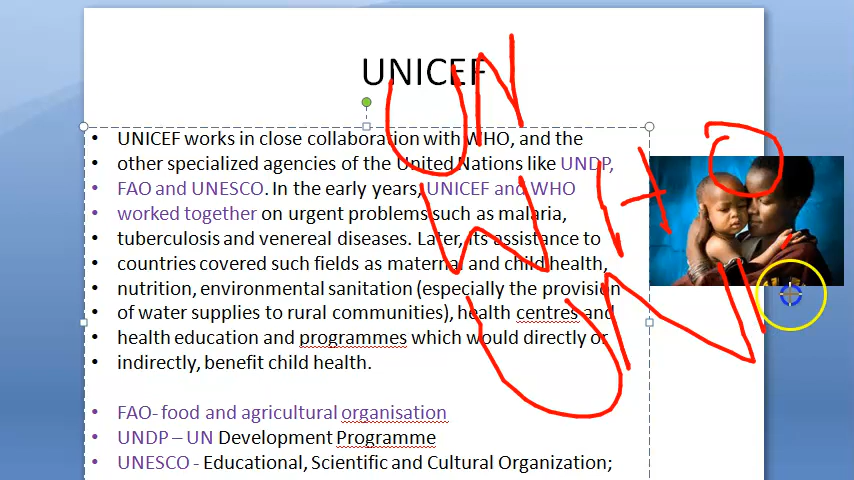 UNICEF
• UNICEF works in close collaboration with WHO, and the
• other specialized agencies of the United Nations like UNDP,
• FAO and UNESCO. In the early years, UNICEF and WHO
• worked together on urgent problems such as malaria,
• tuberculosis and venereal diseases. Later, its assistance to
• countries covered such fields as maternal and child health,
• nutrition, environmental sanitation (especially the provision
• of water supplies to rural communities), health centres and
• health education and programmes which would directly or
• indirectly, benefit child health.
• FAO- food and agricultural organisation
• UNDP – UN Development Programme
• UNESCO - Educational, Scientific and Cultural Organization;
UN
WHO
UNI